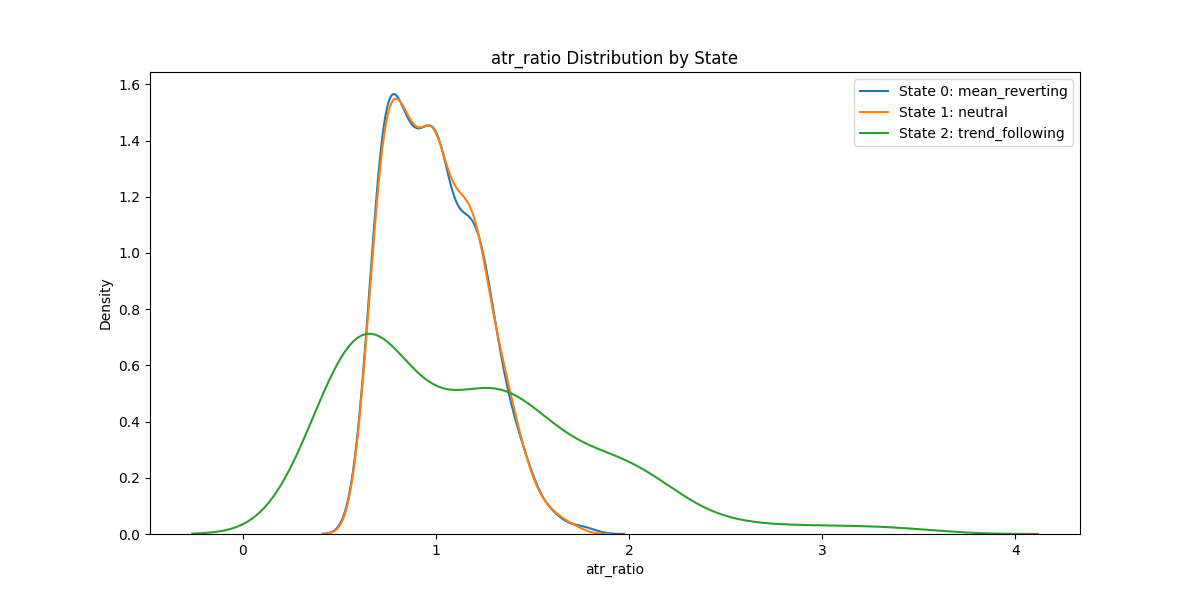 atr_ratio Distribution by State
State 0: mean_reverting
State 1: neutral
State 2: trend_following
Density
1.6
1.4
1.2
1.0
0.8
0.6
0.4
0.2
0.0
0 1 2 3 4
atr_ratio